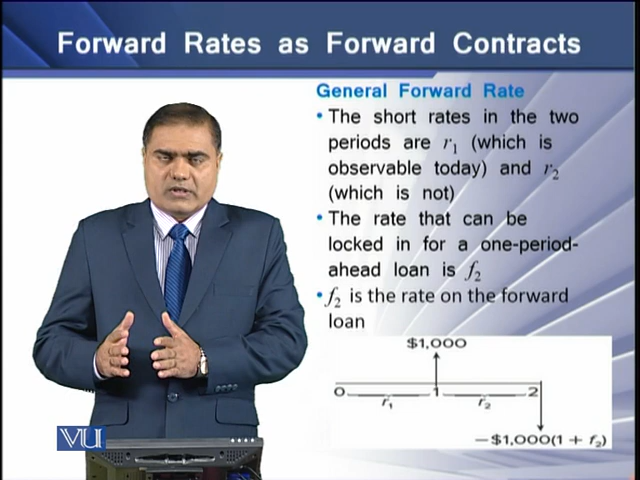 Forward Rates as Forward Contracts
General Forward Rate
• The short rates in the two
periods are r₁ (which is
observable today) and r₂
(which is not)
• The rate that can be
locked in for a one-period-
ahead loan is f₂
• f₂ is the rate on the forward
loan
$1,000
0 1 2
r₁ r₂
−$1,000(1 + f₂)
VU